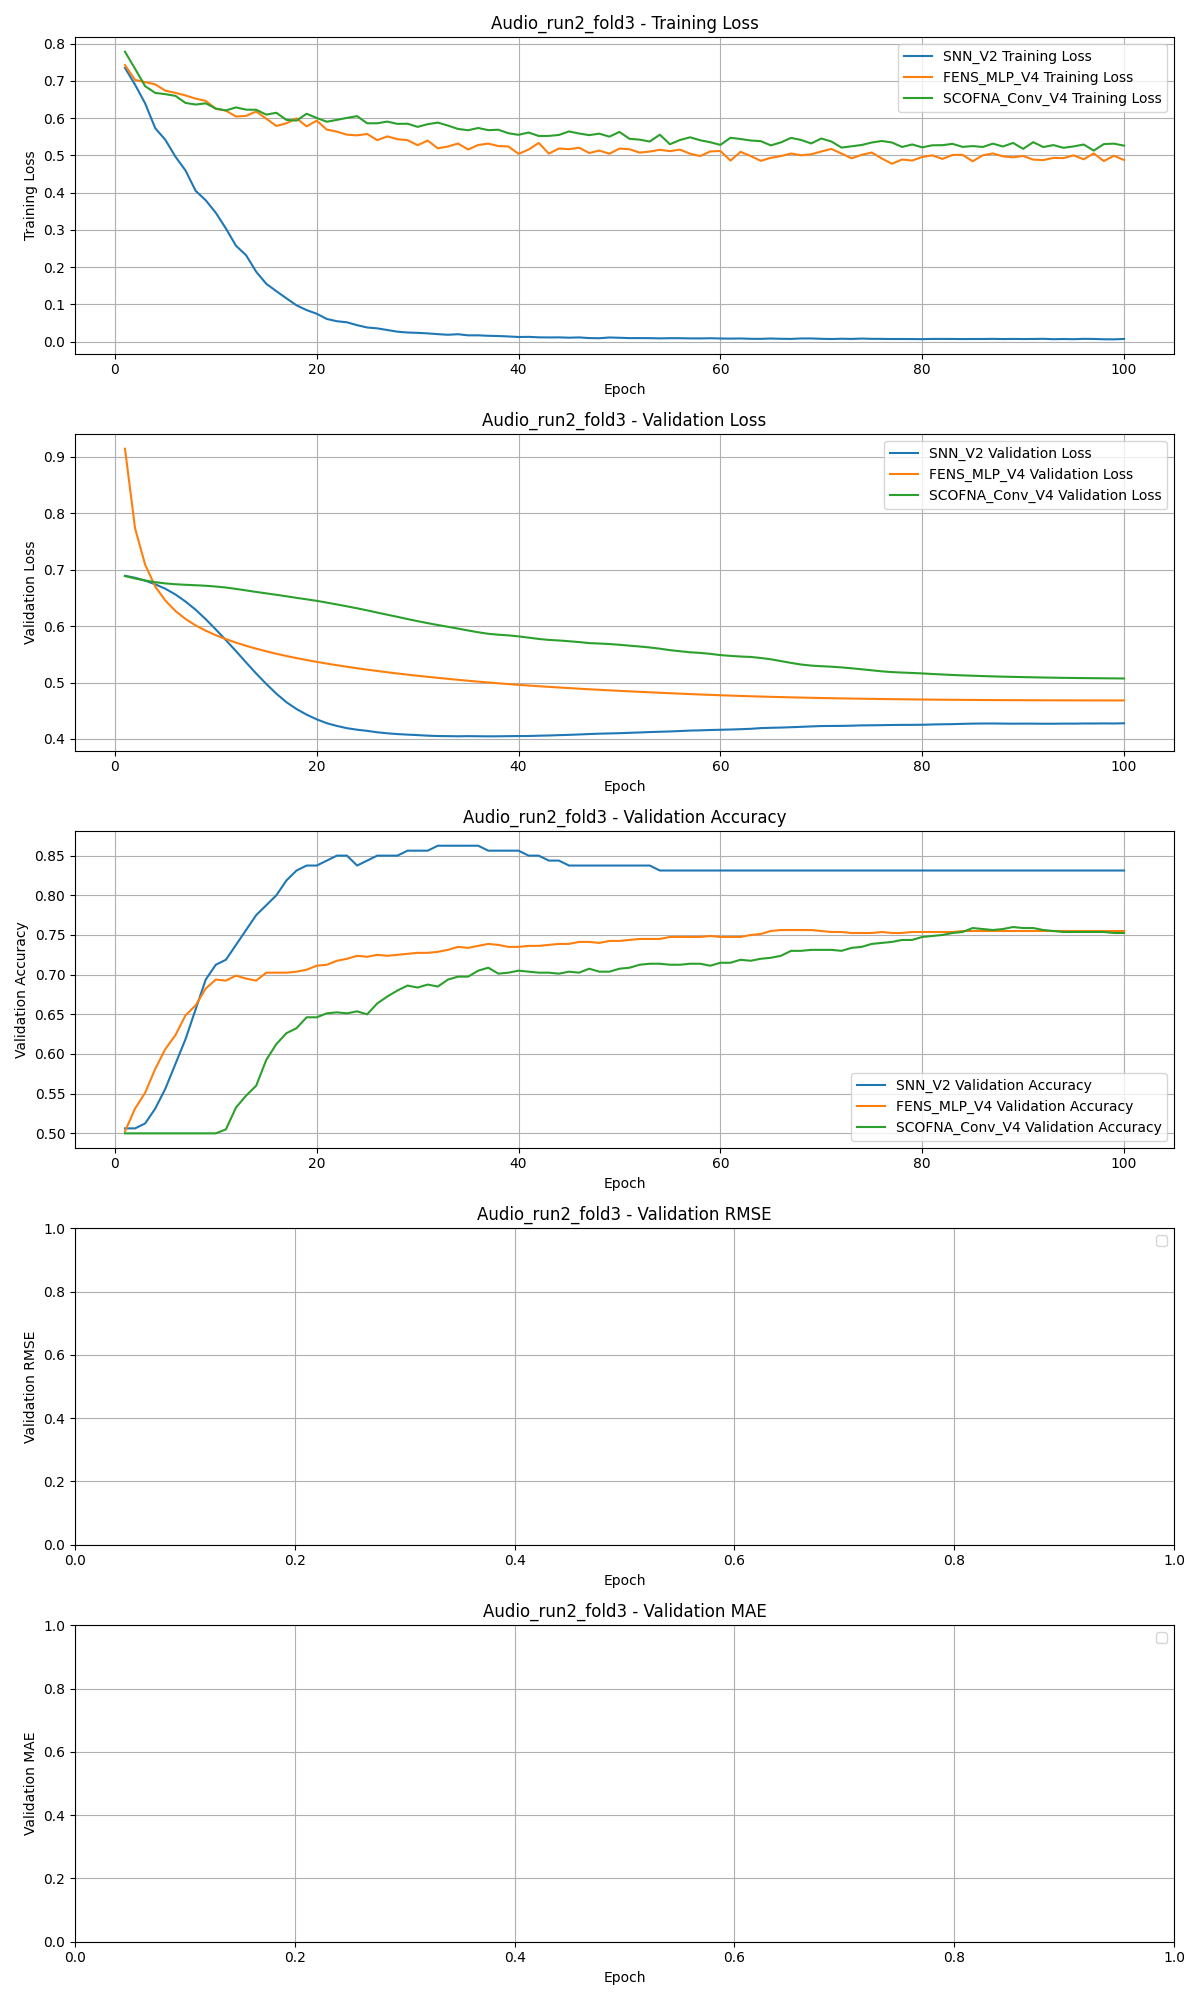 Audio_run2_fold3 - Training Loss
0.8
0.7
0.6
0.5
0.4
0.3
0.2
0.1
0.0
Training Loss
SNN_V2 Training Loss
FENS_MLP_V4 Training Loss
SCOFNA_Conv_V4 Training Loss
0 20 40 60 80 100
Epoch
Audio_run2_fold3 - Validation Loss
0.9
0.8
0.7
0.6
0.5
0.4
Validation Loss
SNN_V2 Validation Loss
FENS_MLP_V4 Validation Loss
SCOFNA_Conv_V4 Validation Loss
0 20 40 60 80 100
Epoch
Audio_run2_fold3 - Validation Accuracy
0.85
0.80
0.75
0.70
0.65
0.60
0.55
0.50
Validation Accuracy
SNN_V2 Validation Accuracy
FENS_MLP_V4 Validation Accuracy
SCOFNA_Conv_V4 Validation Accuracy
0 20 40 60 80 100
Epoch
Audio_run2_fold3 - Validation RMSE
1.0
0.8
0.6
0.4
0.2
0.0
Validation RMSE
0.0 0.2 0.4 0.6 0.8 1.0
Epoch
Audio_run2_fold3 - Validation MAE
1.0
0.8
0.6
0.4
0.2
0.0
Validation MAE
0.0 0.2 0.4 0.6 0.8 1.0
Epoch